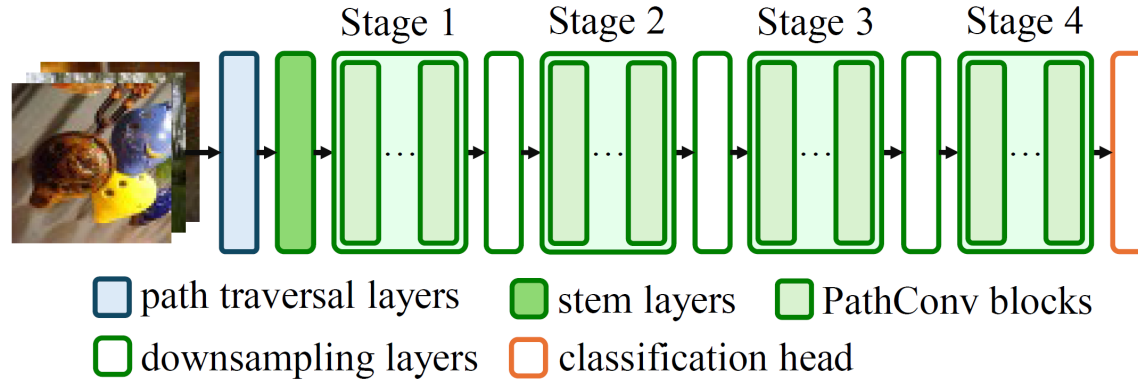 Stage 1 Stage 2 Stage 3 Stage 4
... ... ... ...
path traversal layers stem layers PathConv blocks
downsampling layers classification head